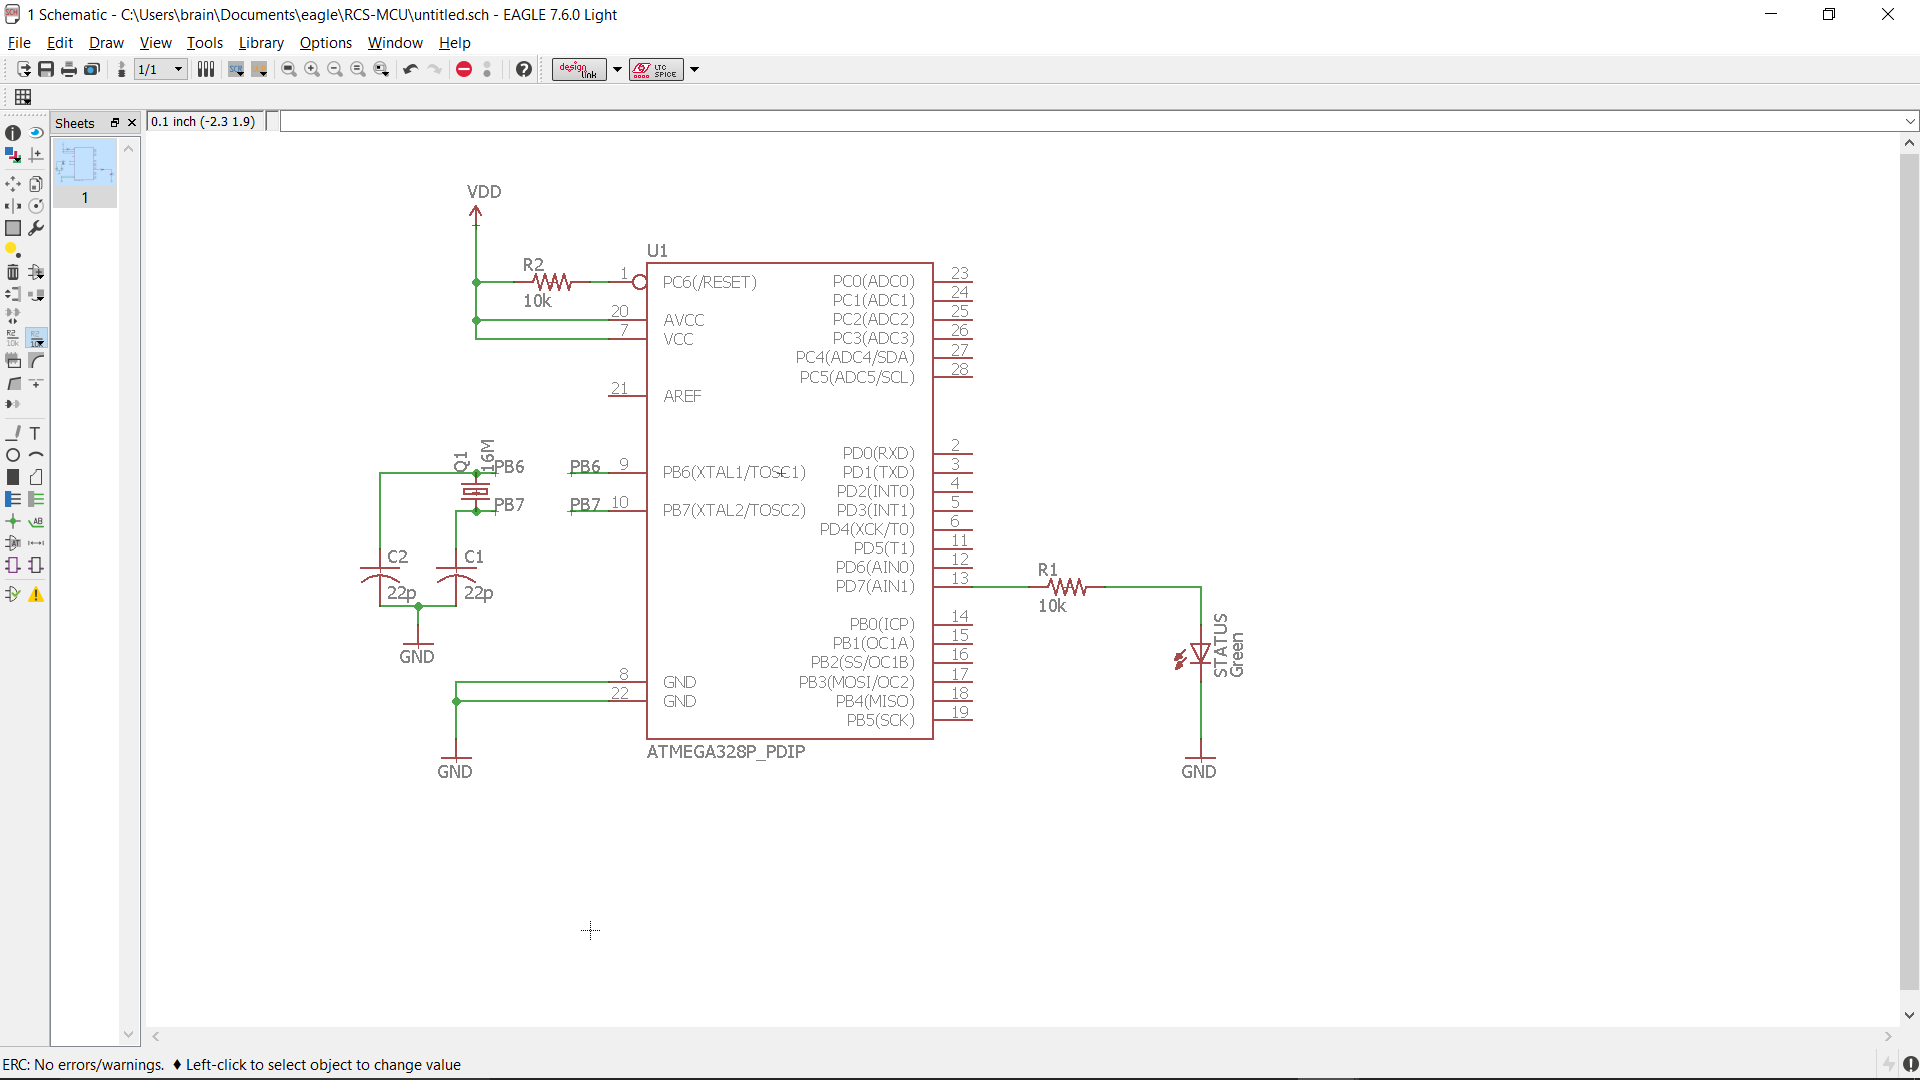 1 Schematic - C:\Users\brain\Documents\eagle\RCS-MCU\untitled.sch - EAGLE 7.6.0 Light
File Edit Draw View Tools Library Options Window Help
1/1
SCR
design link
LTC SPICE
Sheets
0.1 inch (-2.3 1.9)
1
VDD
U1
R2
10k
1 PC6(/RESET)
20 AVCC
7 VCC
21 AREF
9 PB6(XTAL1/TOSC1)
10 PB7(XTAL2/TOSC2)
8 GND
22 GND
PC0(ADC0) 23
PC1(ADC1) 24
PC2(ADC2) 25
PC3(ADC3) 26
PC4(ADC4/SDA) 27
PC5(ADC5/SCL) 28
PD0(RXD) 2
PD1(TXD) 3
PD2(INT0) 4
PD3(INT1) 5
PD4(XCK/T0) 6
PD5(T1) 11
PD6(AIN0) 12
PD7(AIN1) 13
PB0(ICP) 14
PB1(OC1A) 15
PB2(SS/OC1B) 16
PB3(MOSI/OC2) 17
PB4(MISO) 18
PB5(SCK) 19
ATMEGA328P_PDIP
Q1
16M
PB6
PB6
PB7
PB7
C2
22p
C1
22p
GND
GND
R1
10k
STATUS
Green
GND
ERC: No errors/warnings. ♦ Left-click to select object to change value